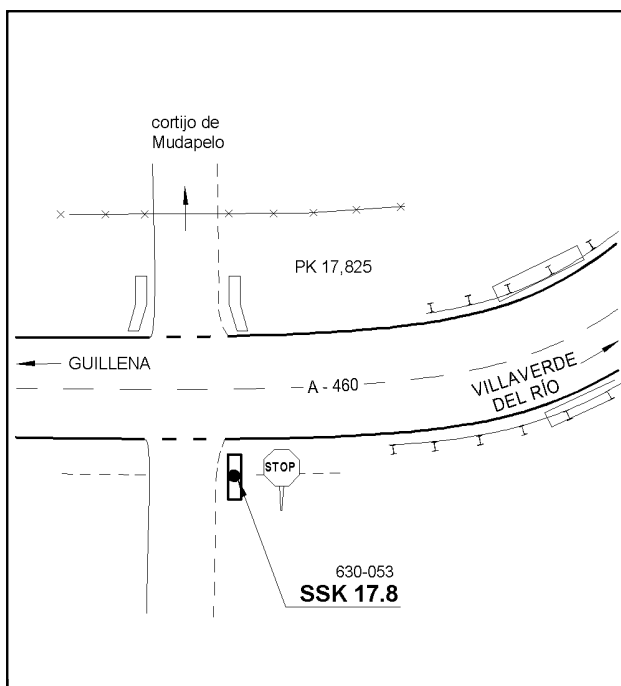 cortijo de
Mudapelo
PK 17,825
GUILLENA
A - 460
VILLAVERDE
DEL RÍO
STOP
630-053
SSK 17.8